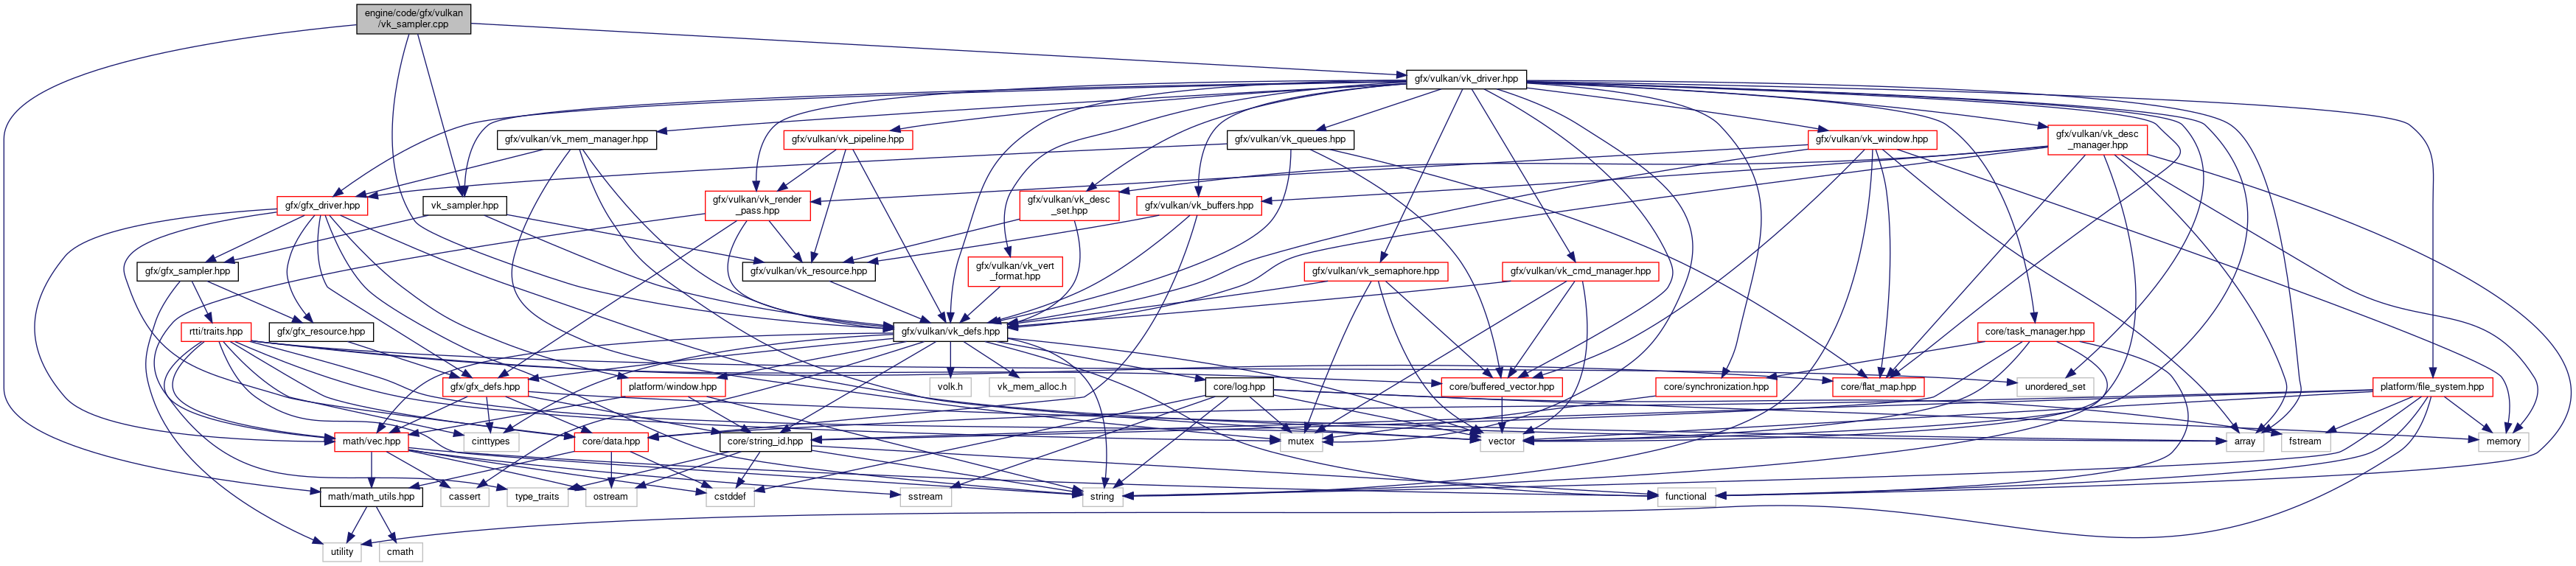 engine/code/gfx/vulkan
/vk_sampler.cpp
gfx/vulkan/vk_driver.hpp
gfx/vulkan/vk_mem_manager.hpp
gfx/vulkan/vk_pipeline.hpp
gfx/vulkan/vk_queues.hpp
gfx/vulkan/vk_window.hpp
gfx/vulkan/vk_desc
_manager.hpp
gfx/gfx_driver.hpp
vk_sampler.hpp
gfx/vulkan/vk_render
_pass.hpp
gfx/vulkan/vk_desc
_set.hpp
gfx/vulkan/vk_buffers.hpp
gfx/gfx_sampler.hpp
gfx/vulkan/vk_resource.hpp
gfx/vulkan/vk_vert
_format.hpp
gfx/vulkan/vk_semaphore.hpp
gfx/vulkan/vk_cmd_manager.hpp
rtti/traits.hpp
gfx/gfx_resource.hpp
gfx/vulkan/vk_defs.hpp
core/task_manager.hpp
gfx/gfx_defs.hpp
platform/window.hpp
volk.h
vk_mem_alloc.h
core/log.hpp
core/buffered_vector.hpp
core/synchronization.hpp
core/flat_map.hpp
unordered_set
platform/file_system.hpp
math/vec.hpp
cinttypes
core/data.hpp
core/string_id.hpp
mutex
vector
array
fstream
memory
math/math_utils.hpp
cassert
type_traits
ostream
cstddef
sstream
string
functional
utility
cmath